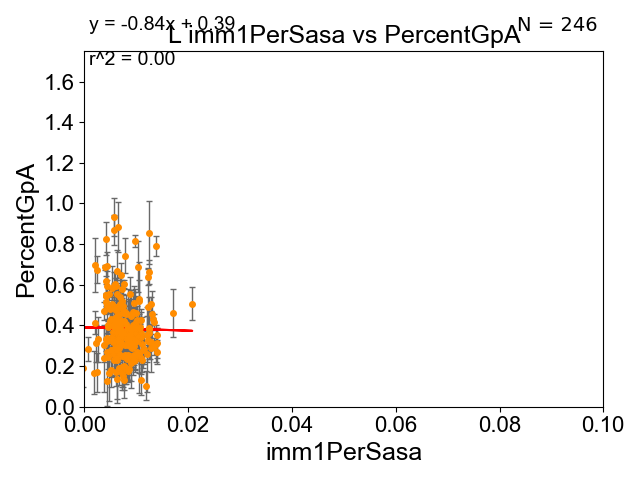 y = -0.84x + 0.39
L imm1PerSasa vs PercentGpA
N = 246
r^2 = 0.00
PercentGpA
1.6
1.4
1.2
1.0
0.8
0.6
0.4
0.2
0.0
0.00 0.02 0.04 0.06 0.08 0.10
imm1PerSasa